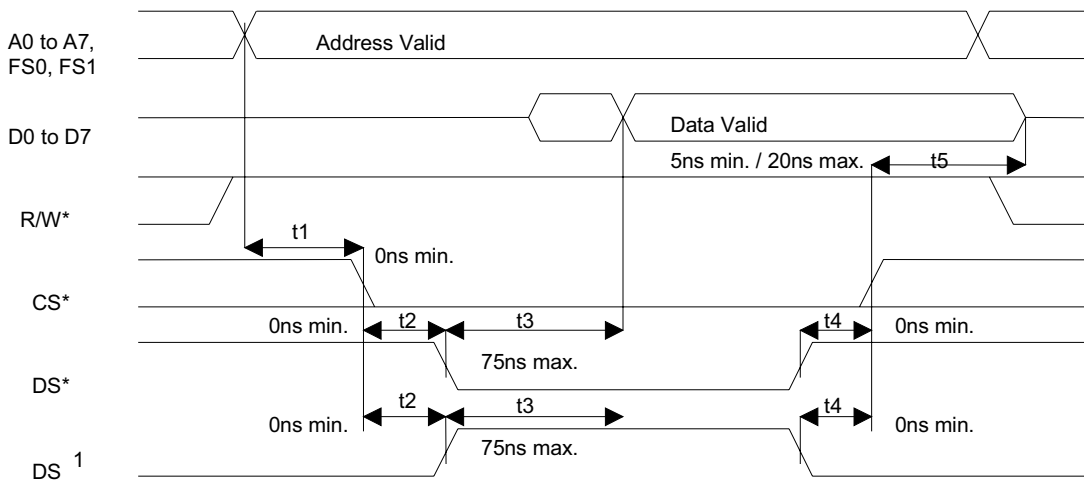 A0 to A7,
FS0, FS1
Address Valid
D0 to D7
Data Valid
5ns min. / 20ns max.
t5
R/W*
t1
0ns min.
CS*
0ns min.
t2
t3
t4
0ns min.
75ns max.
DS*
0ns min.
t2
t3
t4
0ns min.
75ns max.
DS 1